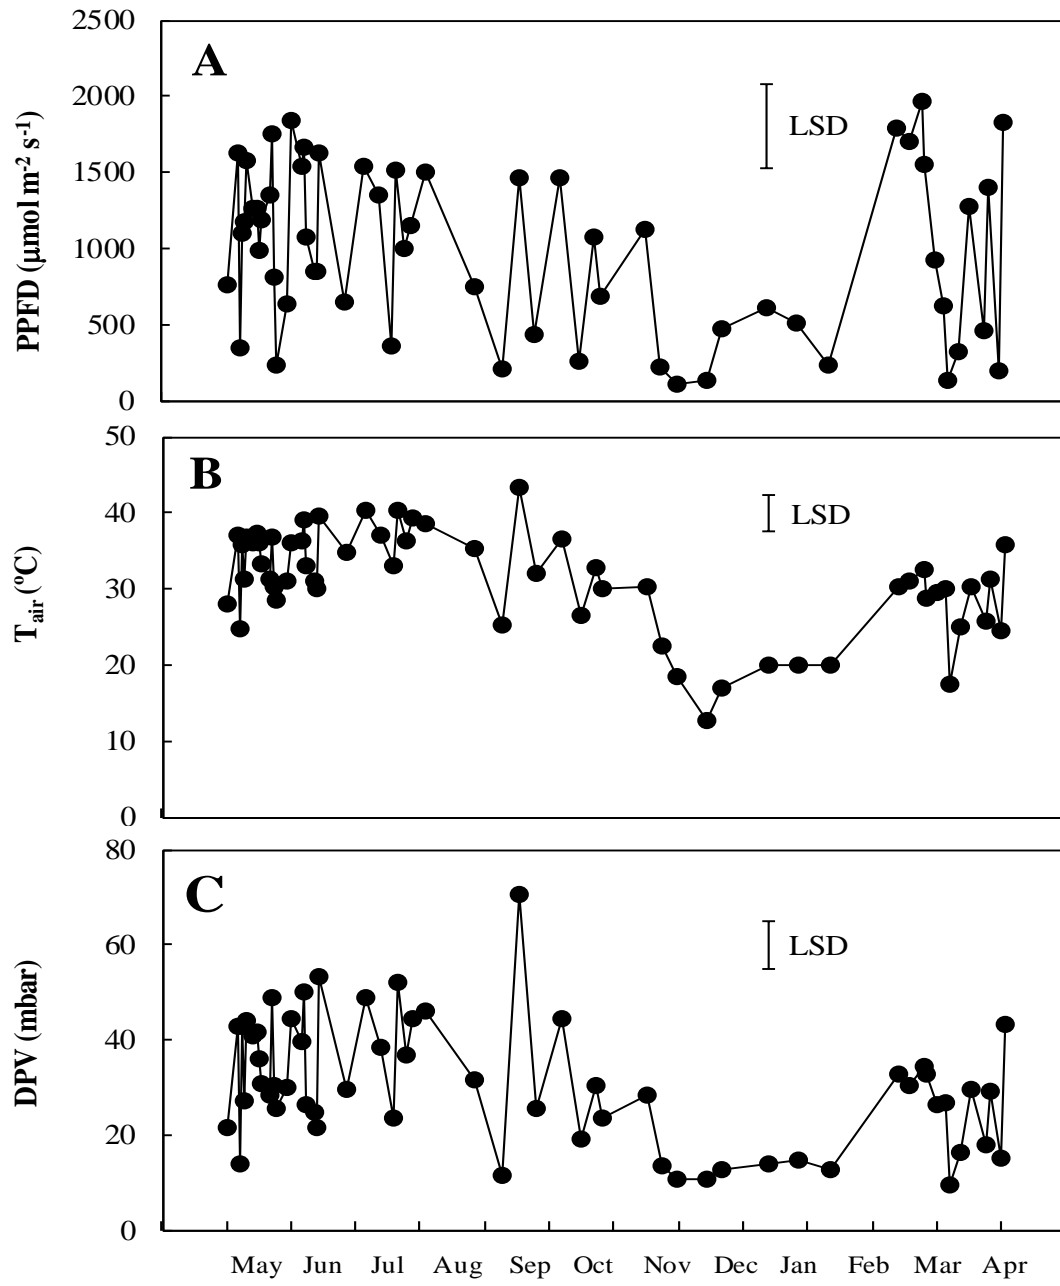 2500
A
2000
LSD
1500
1000
500
0
PPFD (µmol m⁻² s⁻¹)
50
B
40
LSD
30
20
10
0
T_air (ºC)
80
C
60
LSD
40
20
0
DPV (mbar)
May Jun Jul Aug Sep Oct Nov Dec Jan Feb Mar Apr